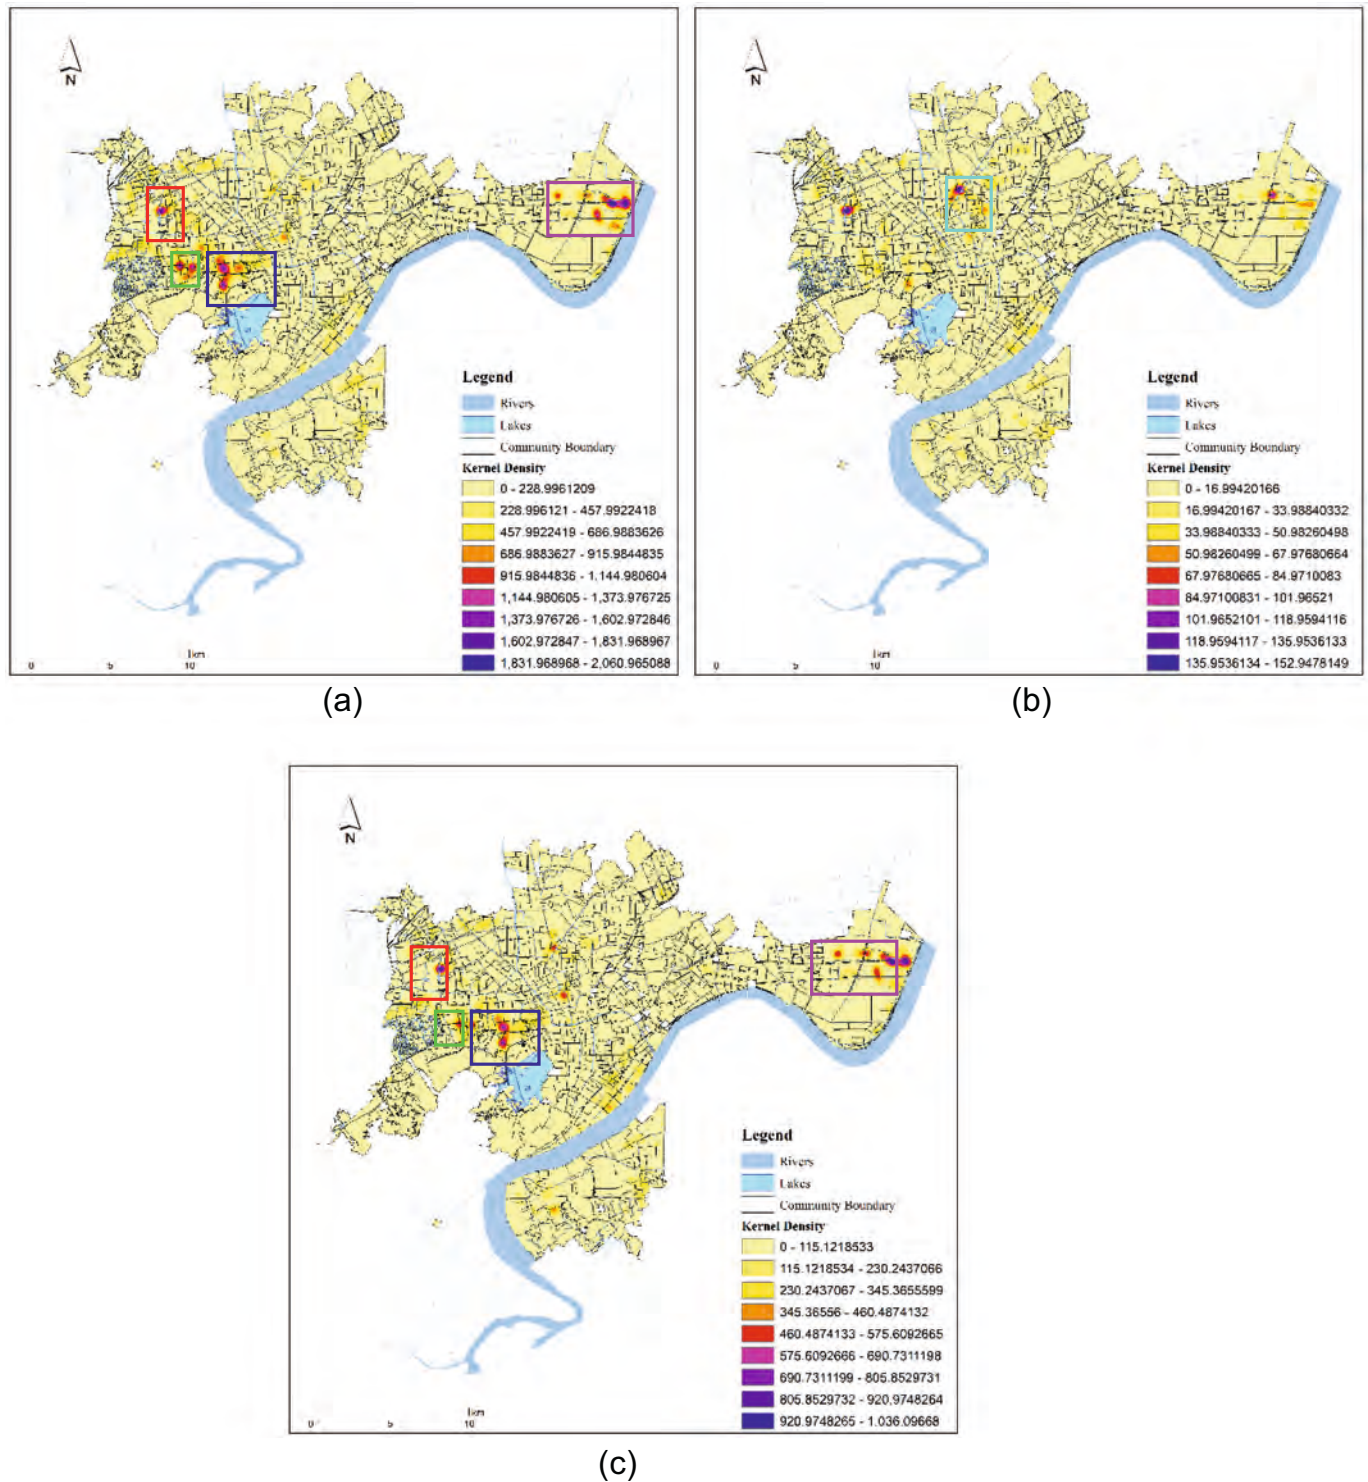 N
Legend
Rivers
Lakes
Community Boundary
Kernel Density
0 - 228.9961209
228.996121 - 457.9922418
457.9922419 - 686.9883626
686.9883627 - 915.9844835
915.9844836 - 1,144.980604
1,144.980605 - 1,373.976725
1,373.976726 - 1,602.972846
1,602.972847 - 1,831.968967
1,831.968968 - 2,060.965088
1km
0 5 10
(a)
N
Legend
Rivers
Lakes
Community Boundary
Kernel Density
0 - 16.99420166
16.99420167 - 33.98840332
33.98840333 - 50.98260498
50.98260499 - 67.97680664
67.97680665 - 84.9710083
84.97100831 - 101.96521
101.9652101 - 118.9594116
118.9594117 - 135.9536133
135.9536134 - 152.9478149
1km
0 5 10
(b)
N
Legend
Rivers
Lakes
Community Boundary
Kernel Density
0 - 115.1218533
115.1218534 - 230.2437066
230.2437067 - 345.3655599
345.36556 - 460.4874132
460.4874133 - 575.6092665
575.6092666 - 690.7311198
690.7311199 - 805.8529731
805.8529732 - 920.9748264
920.9748265 - 1.036.09668
1km
0 5 10
(c)